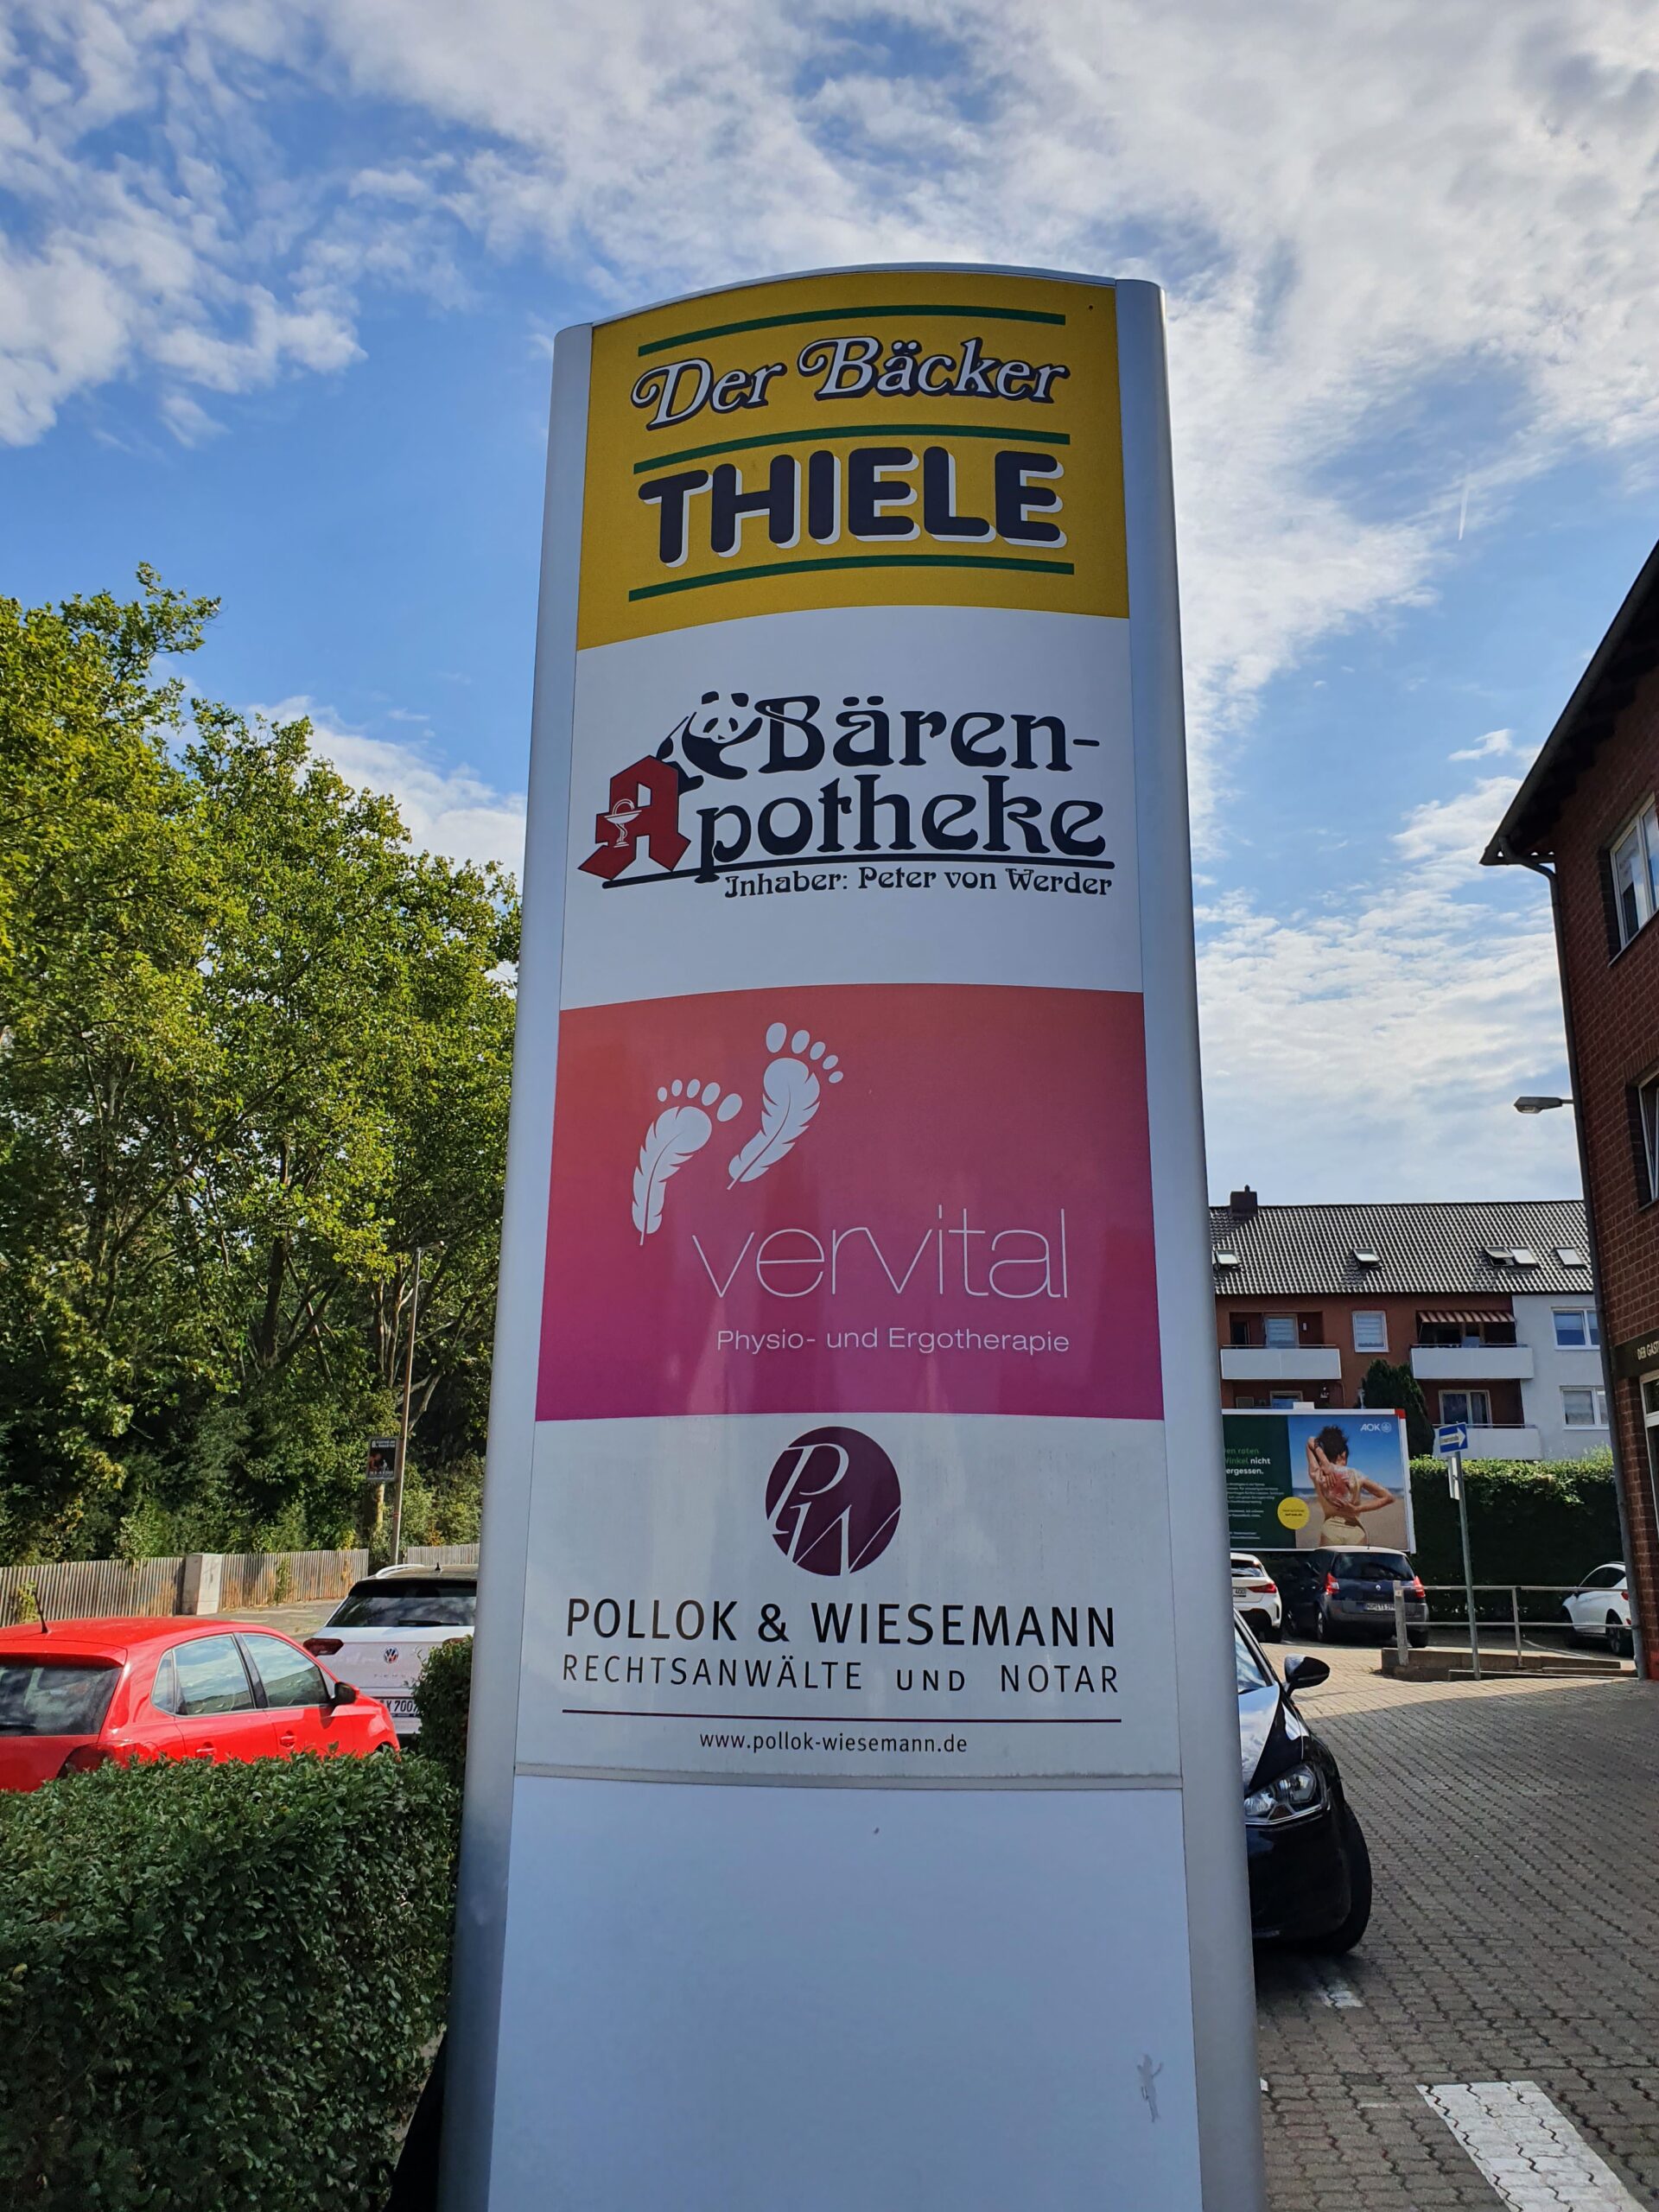 Der Bäcker
THIELE
Bären-
Apotheke
Inhaber: Peter von Werder
vervital
Physio- und Ergotherapie
PW
POLLOK & WIESEMANN
RECHTSANWÄLTE UND NOTAR
www.pollok-wiesemann.de
AOK
nicht